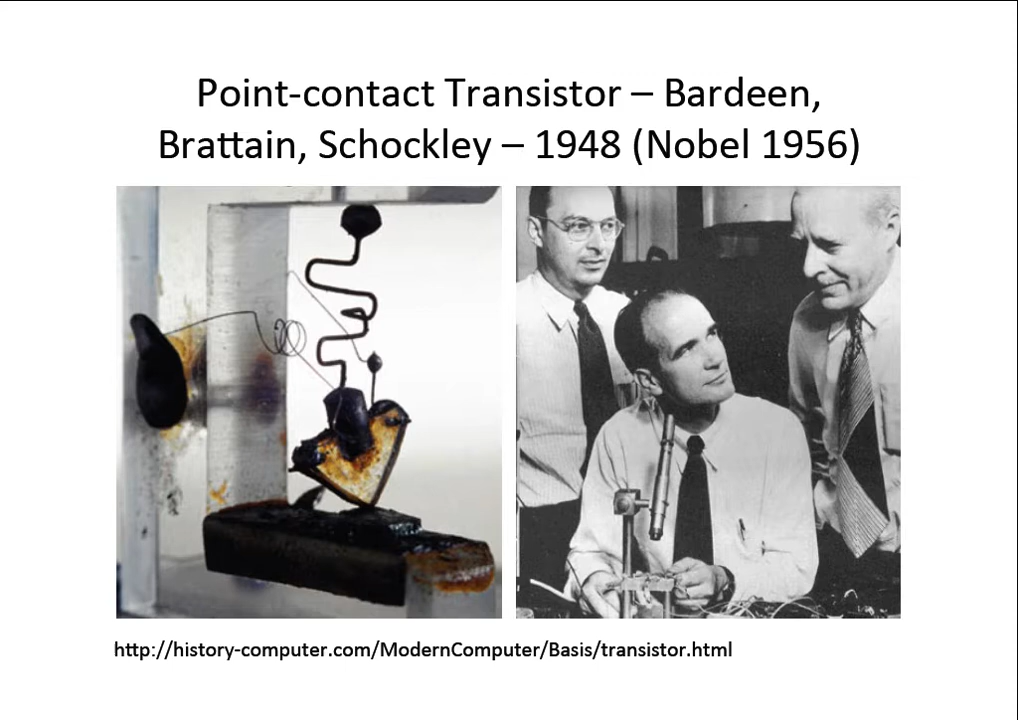 Point-contact Transistor – Bardeen,
Brattain, Schockley – 1948 (Nobel 1956)
http://history-computer.com/ModernComputer/Basis/transistor.html